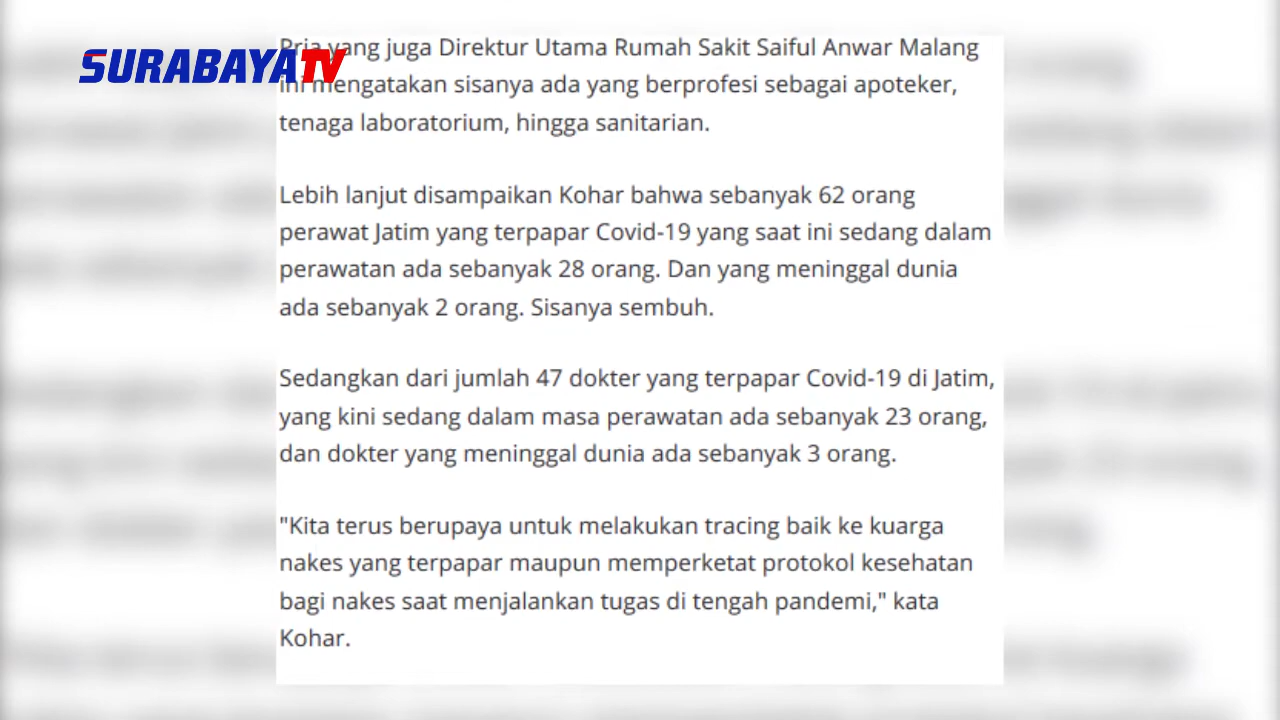 SURABAYATV
Pria yang juga Direktur Utama Rumah Sakit Saiful Anwar Malang
ini mengatakan sisanya ada yang berprofesi sebagai apoteker,
tenaga laboratorium, hingga sanitarian.
Lebih lanjut disampaikan Kohar bahwa sebanyak 62 orang
perawat Jatim yang terpapar Covid-19 yang saat ini sedang dalam
perawatan ada sebanyak 28 orang. Dan yang meninggal dunia
ada sebanyak 2 orang. Sisanya sembuh.
Sedangkan dari jumlah 47 dokter yang terpapar Covid-19 di Jatim,
yang kini sedang dalam masa perawatan ada sebanyak 23 orang,
dan dokter yang meninggal dunia ada sebanyak 3 orang.
"Kita terus berupaya untuk melakukan tracing baik ke kuarga
nakes yang terpapar maupun memperketat protokol kesehatan
bagi nakes saat menjalankan tugas di tengah pandemi," kata
Kohar.